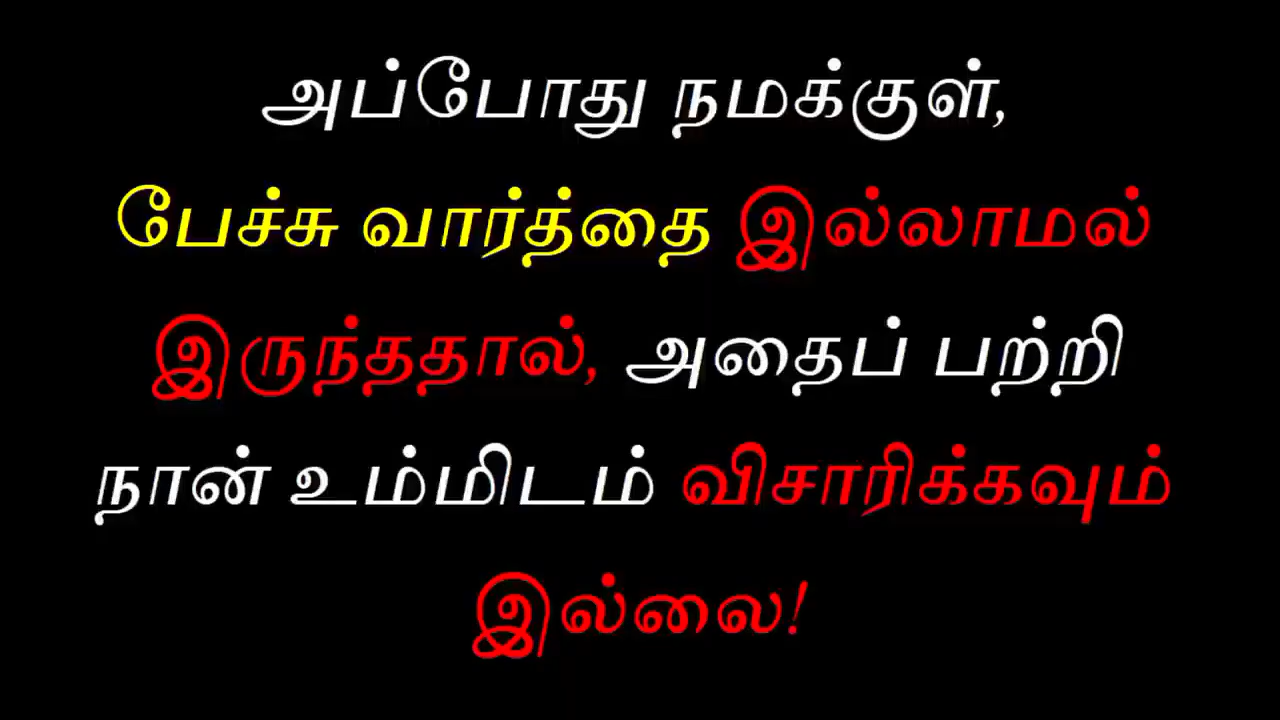 அப்போது நமக்குள்,
பேச்சு வார்த்தை இல்லாமல்
இருந்ததால், அதைப் பற்றி
நான் உம்மிடம் விசாரிக்கவும்
இல்லை!